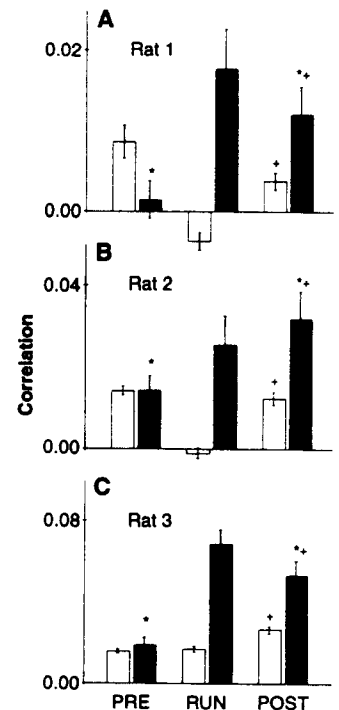 A
Rat 1
0.02
*
*+
+
0.00
B
Rat 2
0.04
*
*+
+
Correlation
0.00
C
Rat 3
0.08
*
*+
+
0.00
PRE RUN POST